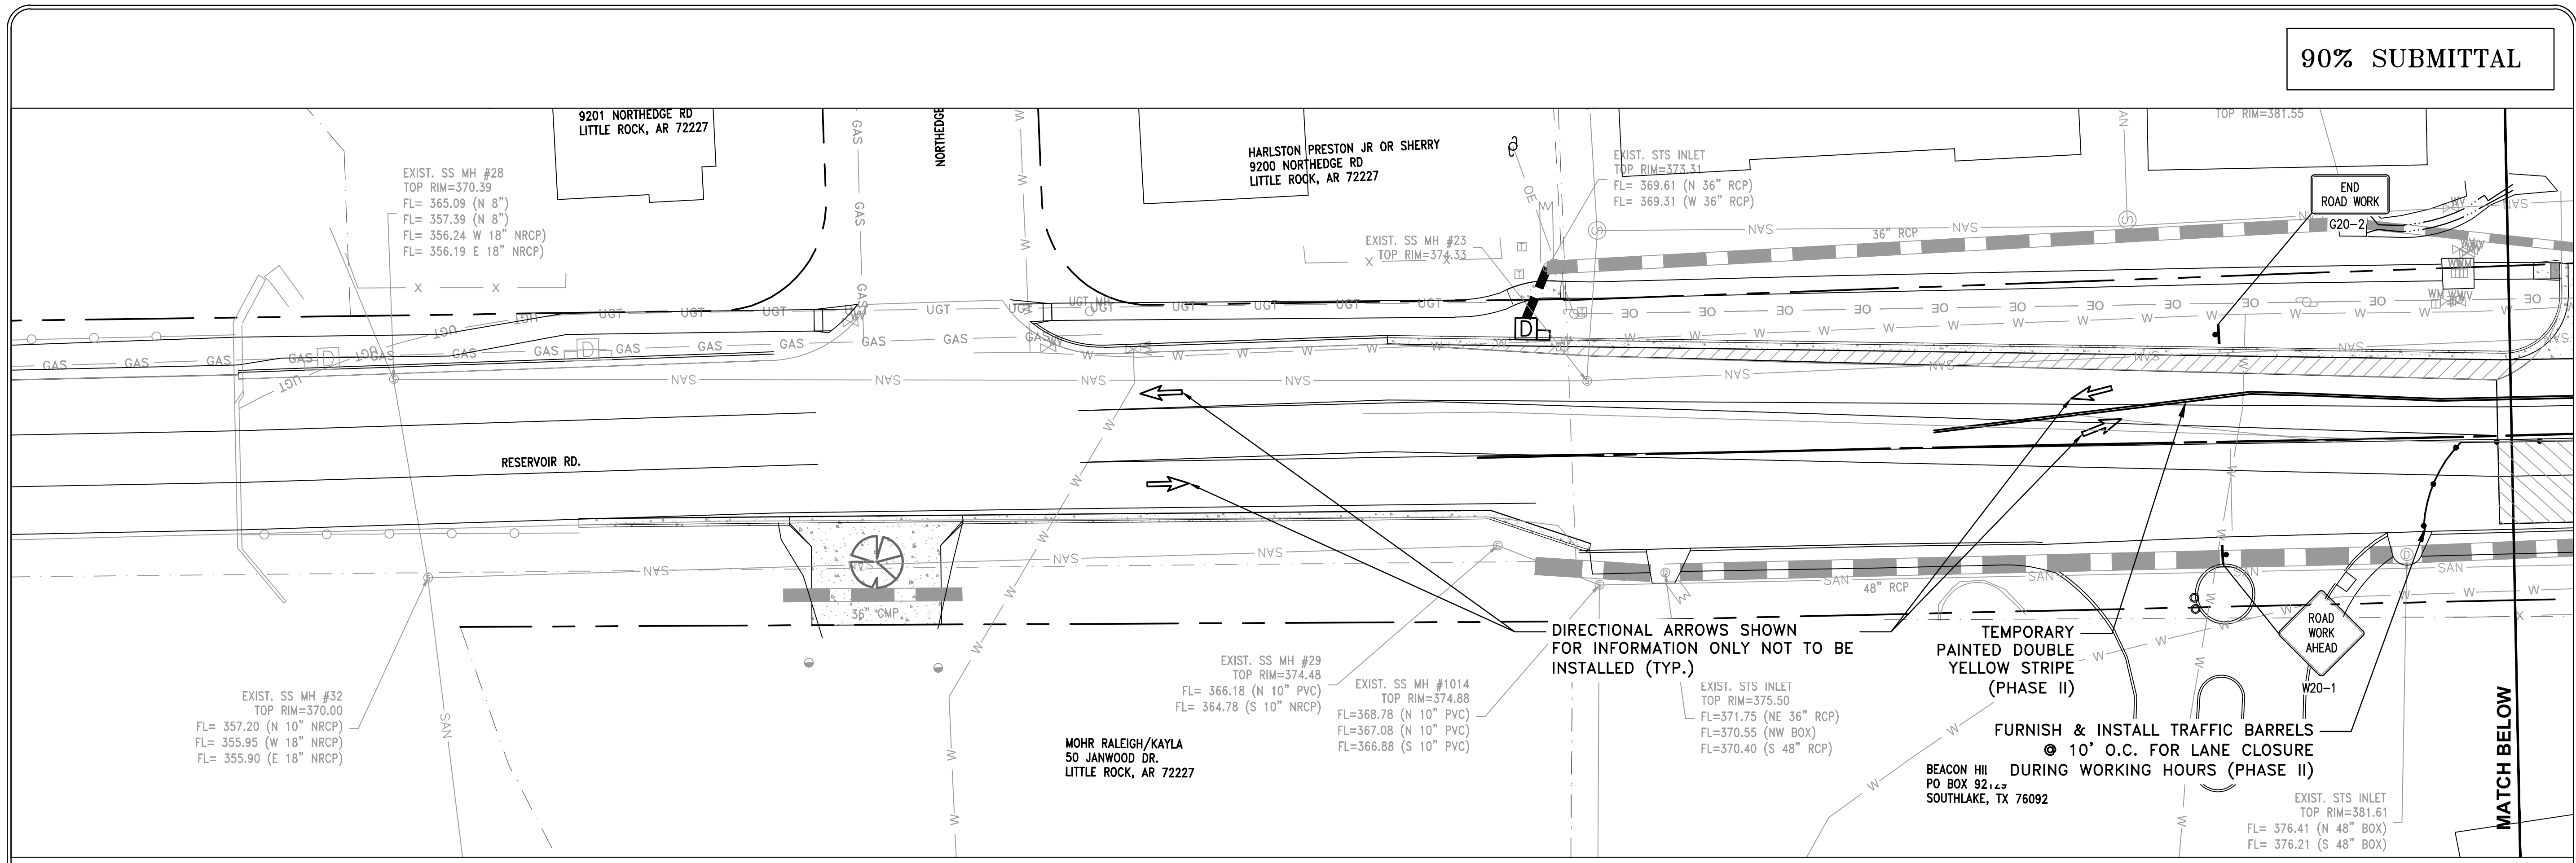 90% SUBMITTAL
9201 NORTHEDGE RD
LITTLE ROCK, AR 72227
NORTHEDGE
HARLSTON PRESTON JR OR SHERRY
9200 NORTHEDGE RD
LITTLE ROCK, AR 72227
EXIST. STS INLET
TOP RIM=373.31
FL= 369.61 (N 36" RCP)
FL= 369.31 (W 36" RCP)
TOP RIM=381.55
EXIST. SS MH #28
TOP RIM=370.39
FL= 365.09 (N 8")
FL= 357.39 (N 8")
FL= 356.24 W 18" NRCP)
FL= 356.19 E 18" NRCP)
EXIST. SS MH #23
TOP RIM=374.33
36" RCP
END
ROAD WORK
G20-2
UGT MH
GAS
UGT
SAN
OE
W
D
RESERVOIR RD.
36" CMP
48" RCP
DIRECTIONAL ARROWS SHOWN
FOR INFORMATION ONLY NOT TO BE
INSTALLED (TYP.)
TEMPORARY
PAINTED DOUBLE
YELLOW STRIPE
(PHASE II)
ROAD
WORK
AHEAD
W20-1
EXIST. SS MH #32
TOP RIM=370.00
FL= 357.20 (N 10" NRCP)
FL= 355.95 (W 18" NRCP)
FL= 355.90 (E 18" NRCP)
EXIST. SS MH #29
TOP RIM=374.48
FL= 366.18 (N 10" PVC)
FL= 364.78 (S 10" NRCP)
EXIST. SS MH #1014
TOP RIM=374.88
FL=368.78 (N 10" PVC)
FL=367.08 (N 10" PVC)
FL=366.88 (S 10" PVC)
EXIST. STS INLET
TOP RIM=375.50
FL=371.75 (NE 36" RCP)
FL=370.55 (NW BOX)
FL=370.40 (S 48" RCP)
MOHR RALEIGH/KAYLA
50 JANWOOD DR.
LITTLE ROCK, AR 72227
FURNISH & INSTALL TRAFFIC BARRELS
@ 10' O.C. FOR LANE CLOSURE
DURING WORKING HOURS (PHASE II)
BEACON
PO BOX
SOUTHLAKE, TX 76092
EXIST. STS INLET
TOP RIM=381.61
FL= 376.41 (N 48" BOX)
FL= 376.21 (S 48" BOX)
MATCH BELOW